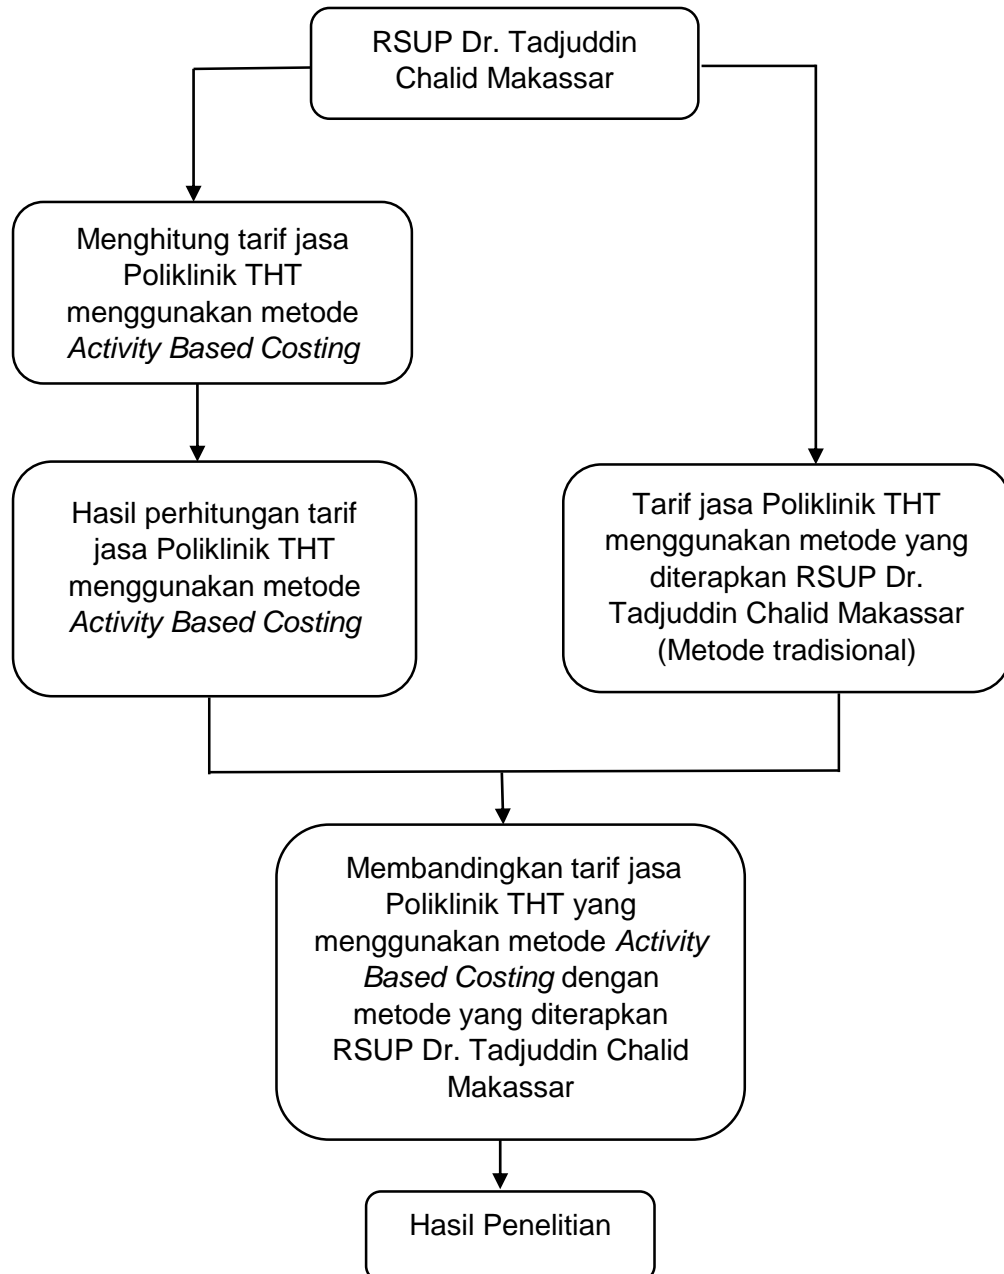 RSUP Dr. Tadjuddin
Chalid Makassar
Menghitung tarif jasa
Poliklinik THT
menggunakan metode
Activity Based Costing
Hasil perhitungan tarif
jasa Poliklinik THT
menggunakan metode
Activity Based Costing
Tarif jasa Poliklinik THT
menggunakan metode yang
diterapkan RSUP Dr.
Tadjuddin Chalid Makassar
(Metode tradisional)
Membandingkan tarif jasa
Poliklinik THT yang
menggunakan metode Activity
Based Costing dengan
metode yang diterapkan
RSUP Dr. Tadjuddin Chalid
Makassar
Hasil Penelitian